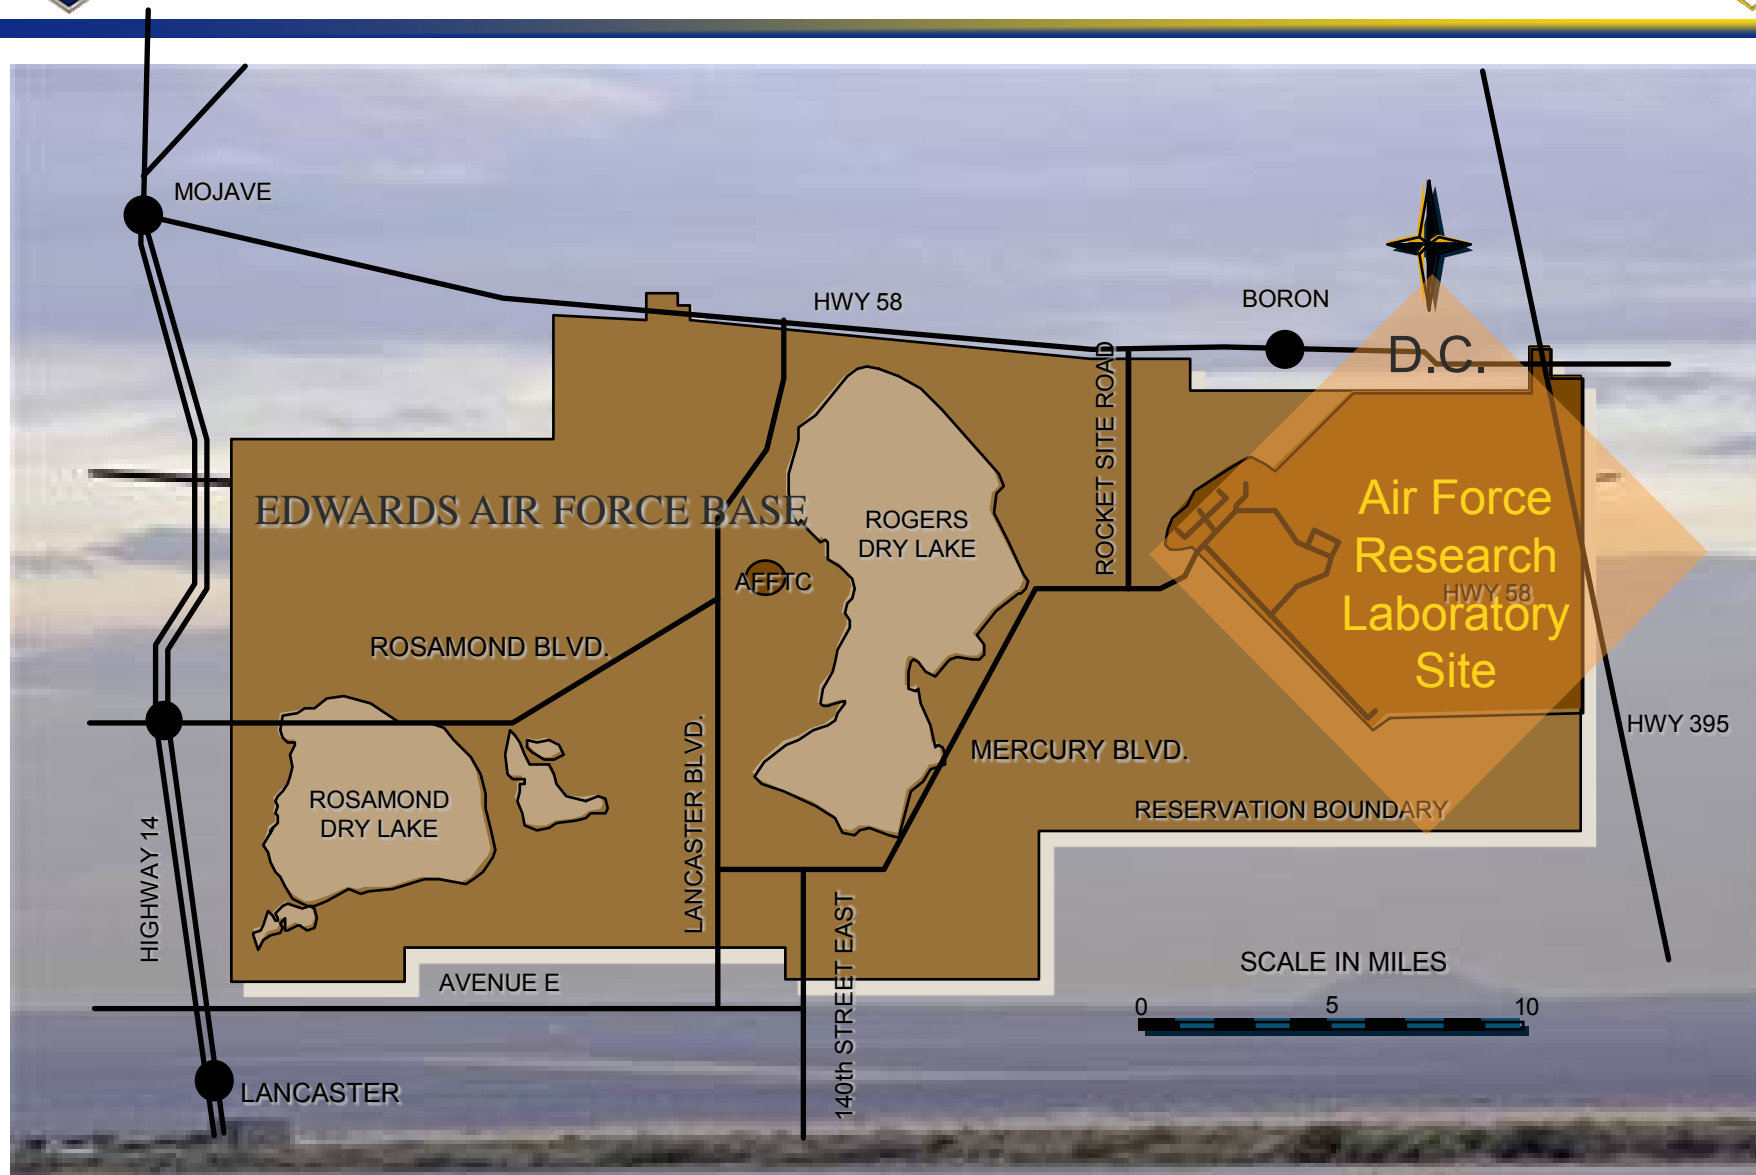 MOJAVE
HWY 58
BORON
D.C.
ROCKET SITE ROAD
EDWARDS AIR FORCE BASE
ROGERS
DRY LAKE
Air Force
Research
Laboratory
Site
HWY 58
AFFTC
ROSAMOND BLVD.
HWY 395
LANCASTER BLVD.
MERCURY BLVD.
ROSAMOND
DRY LAKE
RESERVATION BOUNDARY
HIGHWAY 14
140th STREET EAST
SCALE IN MILES
AVENUE E
0 5 10
LANCASTER